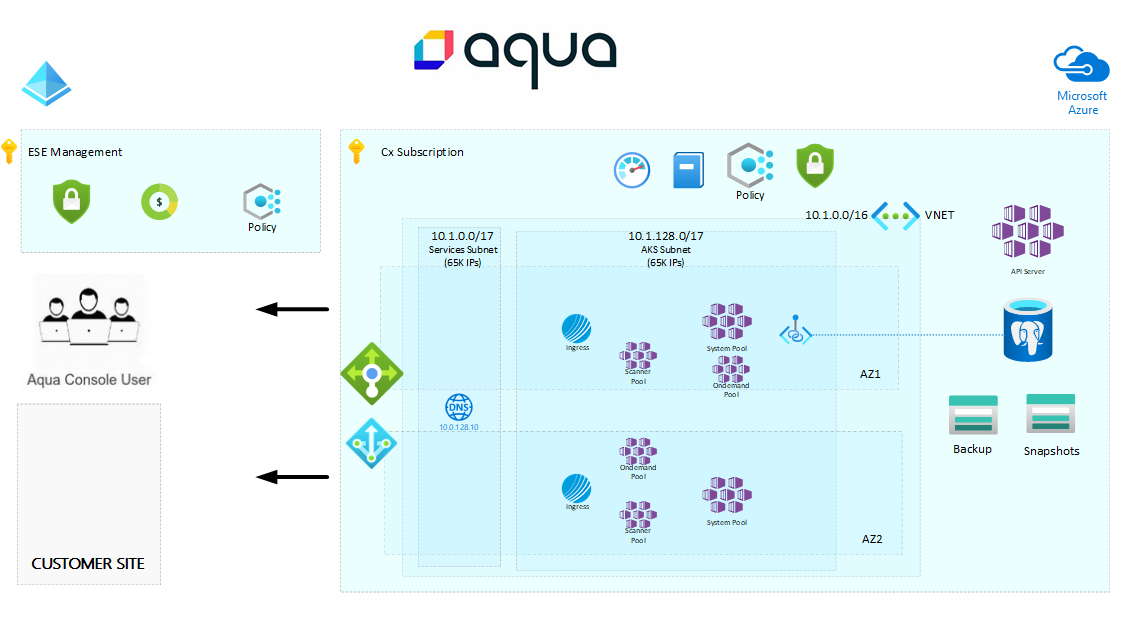 aqua
Microsoft
Azure
ESE Management
$
Policy
Cx Subscription
Policy
10.1.0.0/16
VNET
10.1.0.0/17
Services Subnet
(65K IPs)
10.1.128.0/17
AKS Subnet
(65K IPs)
API Server
Ingress
System Pool
Scanner
Pool
Ondemand
Pool
AZ1
Aqua Console User
DNS
10.0.128.10
Backup
Snapshots
Ondemand
Pool
Ingress
System Pool
Scanner
Pool
AZ2
CUSTOMER SITE